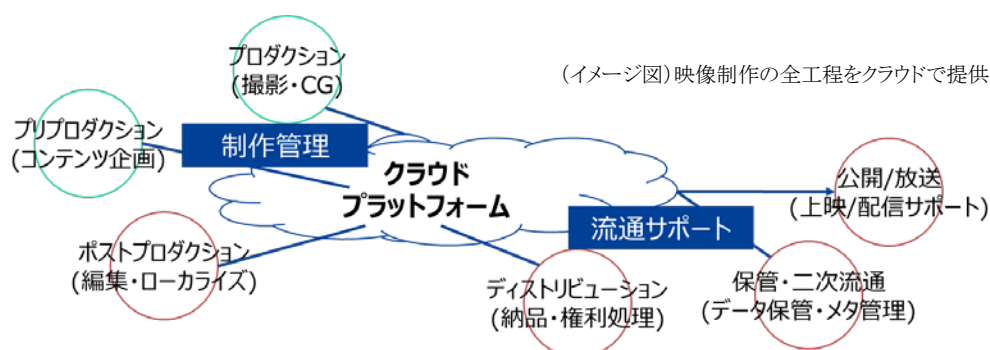 プロダクション
(撮影・CG)
(イメージ図)映像制作の全工程をクラウドで提供
プリプロダクション
(コンテンツ企画)
制作管理
クラウド
プラットフォーム
公開/放送
(上映/配信サポート)
流通サポート
ポストプロダクション
(編集・ローカライズ)
ディストリビューション
(納品・権利処理)
保管・二次流通
(データ保管・メタ管理)